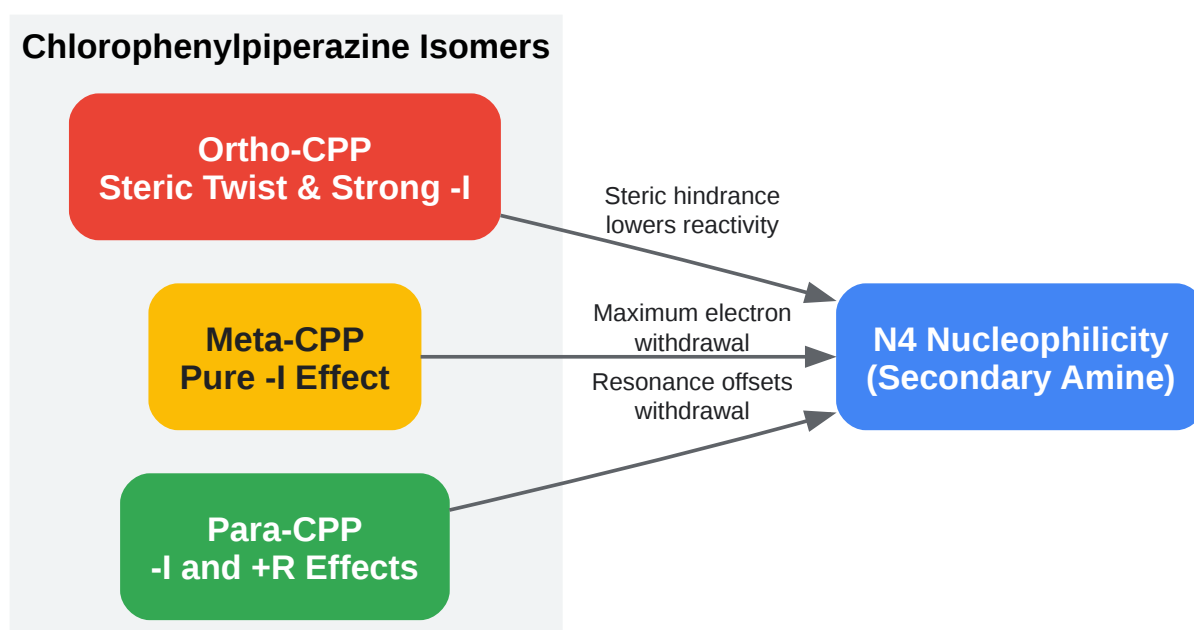 Chlorophenylpiperazine Isomers
Ortho-CPP
Steric Twist & Strong -I
Steric hindrance
lowers reactivity
Meta-CPP
Pure -I Effect
Maximum electron
withdrawal
N4 Nucleophilicity
(Secondary Amine)
Resonance offsets
withdrawal
Para-CPP
-I and +R Effects